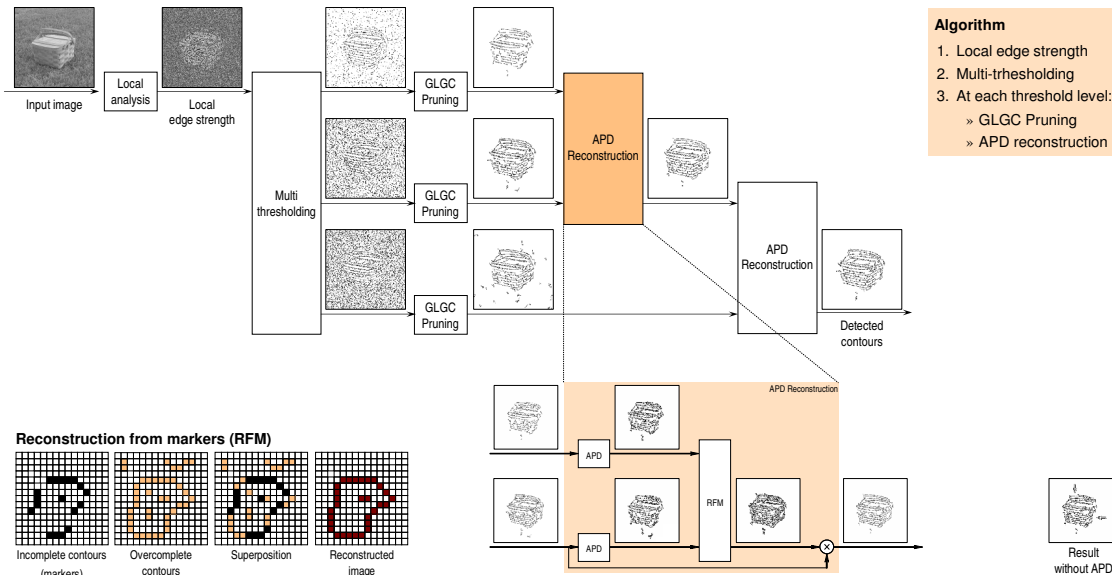 Input image
Local
analysis
Local
edge strength
Multi
thresholding
GLGC
Pruning
GLGC
Pruning
GLGC
Pruning
APD
Reconstruction
APD
Reconstruction
Detected
contours
Algorithm
1. Local edge strength
2. Multi-trhesholding
3. At each threshold level:
» GLGC Pruning
» APD reconstruction
APD Reconstruction
APD
APD
RFM
Reconstruction from markers (RFM)
Incomplete contours
(markers)
Overcomplete
contours
Superposition
Reconstructed
image
Result
without APD